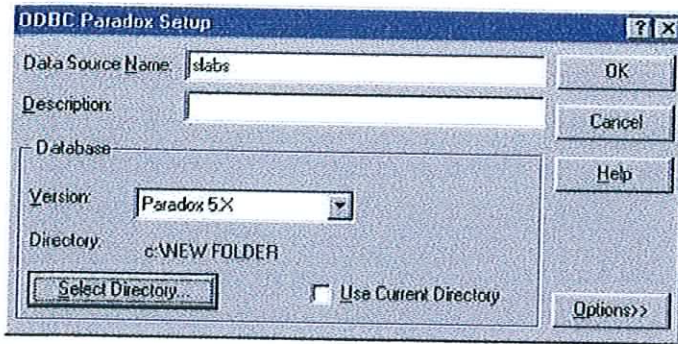 ODBC Paradox Setup
? X
Data Source Name: slabs
OK
Description:
Cancel
Database
Help
Version: Paradox 5.X
Directory: c:\NEW FOLDER
Select Directory...
Use Current Directory
Options>>